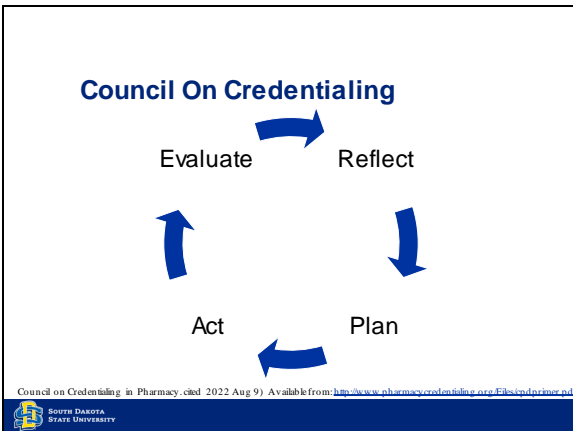 Council On Credentialing
Evaluate Reflect
Act Plan
Council on Credentialing in Pharmacy. cited 2022 Aug 9) Available from: http://www.pharmacycredentialing.org/Files/cpdprimer.pd
SOUTH DAKOTA
STATE UNIVERSITY